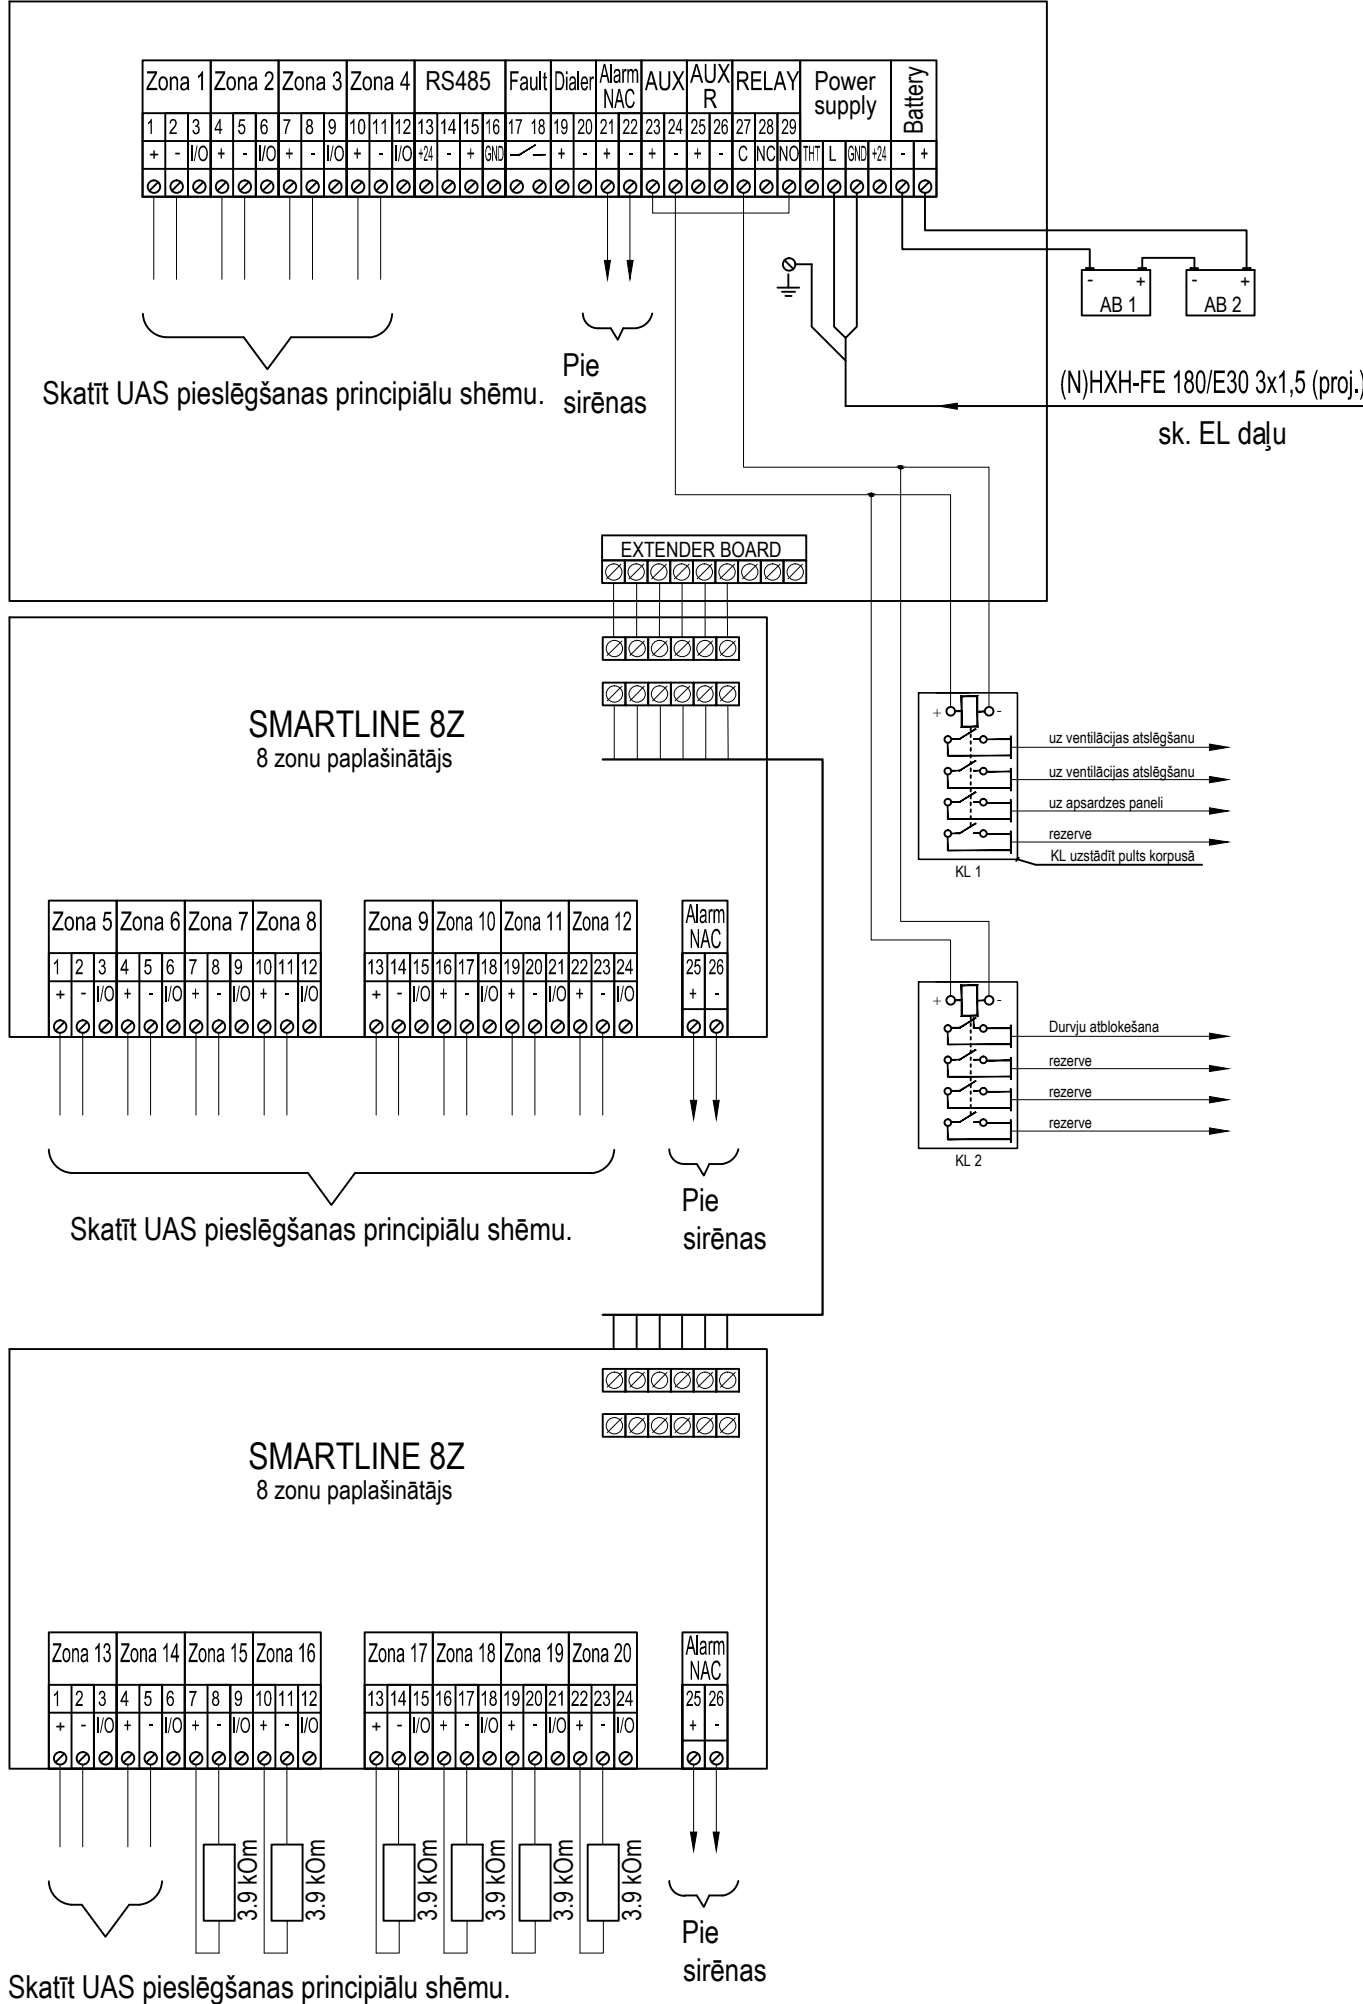 Zona 1 Zona 2 Zona 3 Zona 4 RS485 Fault Dialer Alarm NAC AUX AUX R RELAY Power supply Battery
1 2 3 4 5 6 7 8 9 10 11 12 13 14 15 16 17 18 19 20 21 22 23 24 25 26 27 28 29
+ - I/O + - I/O + - I/O + - I/O +24 - + GND + - + - + - + - C NC NO THT L GND +24 - +
- + - +
AB 1 AB 2
Skatīt UAS pieslēgšanas principiālu shēmu.
Pie
sirēnas
(N)HXH-FE 180/E30 3x1,5 (proj.)
sk. EL daļu
EXTENDER BOARD
SMARTLINE 8Z
8 zonu paplašinātājs
+ -
uz ventilācijas atslēgšanu
uz ventilācijas atslēgšanu
uz apsardzes paneli
rezerve
KL uzstādīt pults korpusā
KL 1
Zona 5 Zona 6 Zona 7 Zona 8 Zona 9 Zona 10 Zona 11 Zona 12 Alarm NAC
1 2 3 4 5 6 7 8 9 10 11 12 13 14 15 16 17 18 19 20 21 22 23 24 25 26
+ - I/O + - I/O + - I/O + - I/O + - I/O + - I/O + - I/O + - I/O + -
+ -
Durvju atblokešana
rezerve
rezerve
rezerve
KL 2
Skatīt UAS pieslēgšanas principiālu shēmu.
Pie
sirēnas
SMARTLINE 8Z
8 zonu paplašinātājs
Zona 13 Zona 14 Zona 15 Zona 16 Zona 17 Zona 18 Zona 19 Zona 20 Alarm NAC
1 2 3 4 5 6 7 8 9 10 11 12 13 14 15 16 17 18 19 20 21 22 23 24 25 26
+ - I/O + - I/O + - I/O + - I/O + - I/O + - I/O + - I/O + - I/O + -
3.9 kOm 3.9 kOm 3.9 kOm 3.9 kOm 3.9 kOm 3.9 kOm
Pie
sirēnas
Skatīt UAS pieslēgšanas principiālu shēmu.